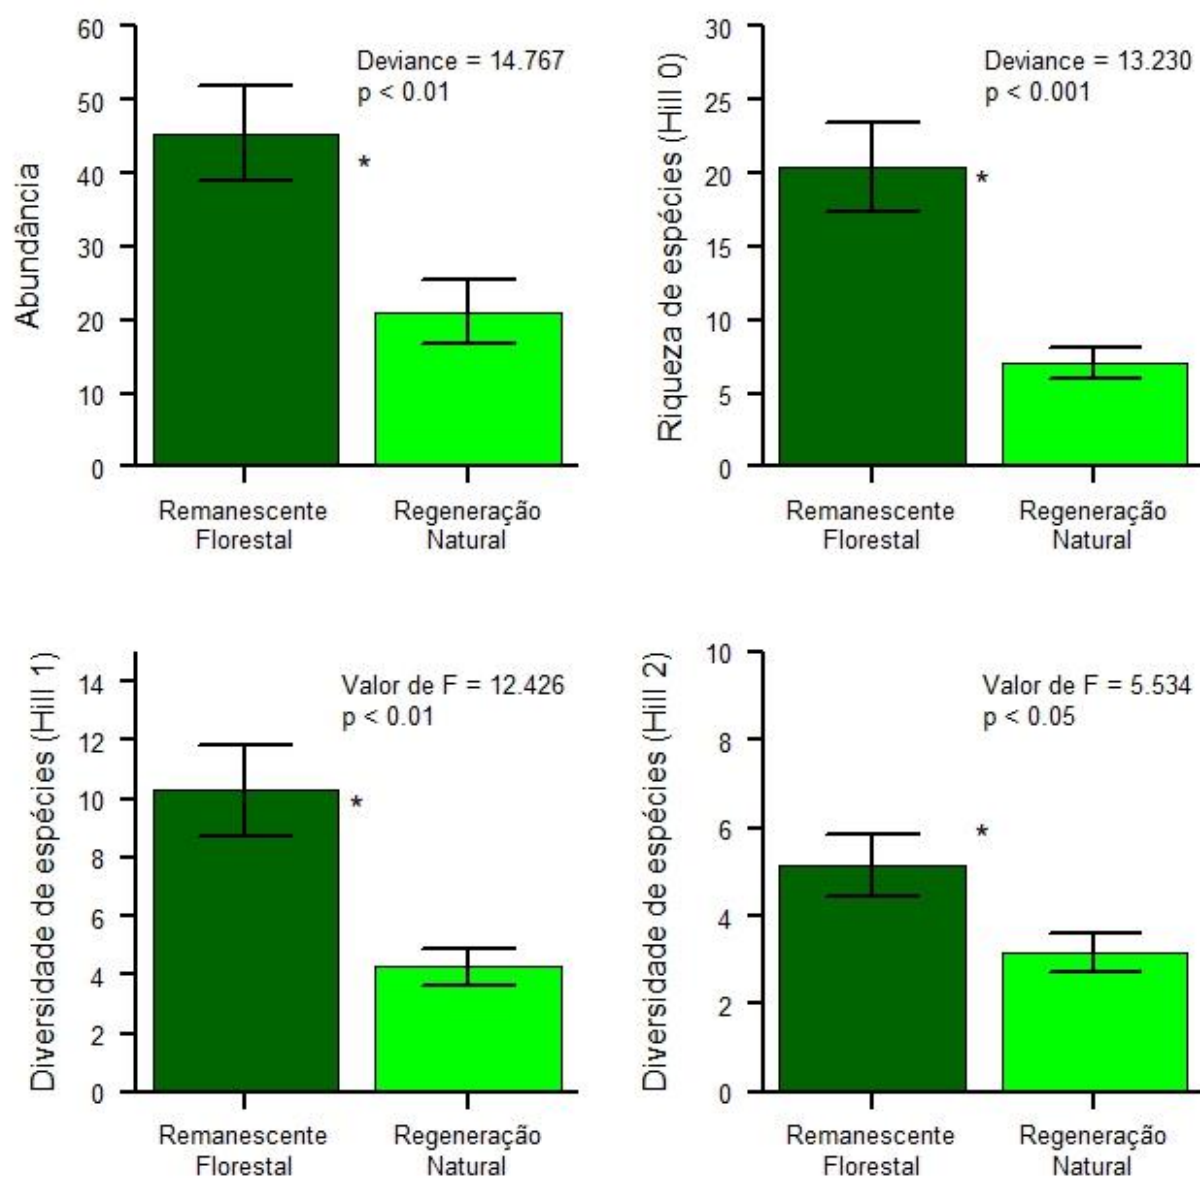 Abundância
60
50
40
30
20
10
0
Deviance = 14.767
p < 0.01
*
Remanescente
Florestal
Regeneração
Natural
Riqueza de espécies (Hill 0)
30
25
20
15
10
5
0
Deviance = 13.230
p < 0.001
*
Remanescente
Florestal
Regeneração
Natural
Diversidade de espécies (Hill 1)
14
12
10
8
6
4
2
0
Valor de F = 12.426
p < 0.01
*
Remanescente
Florestal
Regeneração
Natural
Diversidade de espécies (Hill 2)
10
8
6
4
2
0
Valor de F = 5.534
p < 0.05
*
Remanescente
Florestal
Regeneração
Natural